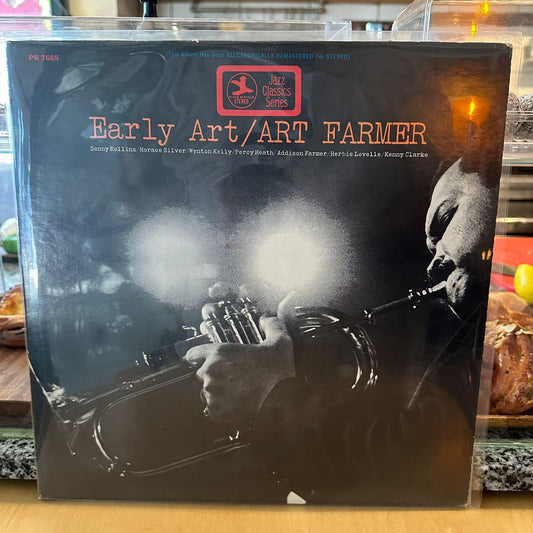 (This Album Has Been ELECTRONICALLY REMASTERED For STEREO)
PR 7665
PRESTIGE
STEREO
Jazz
Classics
Series
Early Art/ART FARMER
Sonny Rollins/Horace Silver/Wynton Kelly/Percy Heath/Addison Farmer/Herbie Lovelle/Kenny Clarke